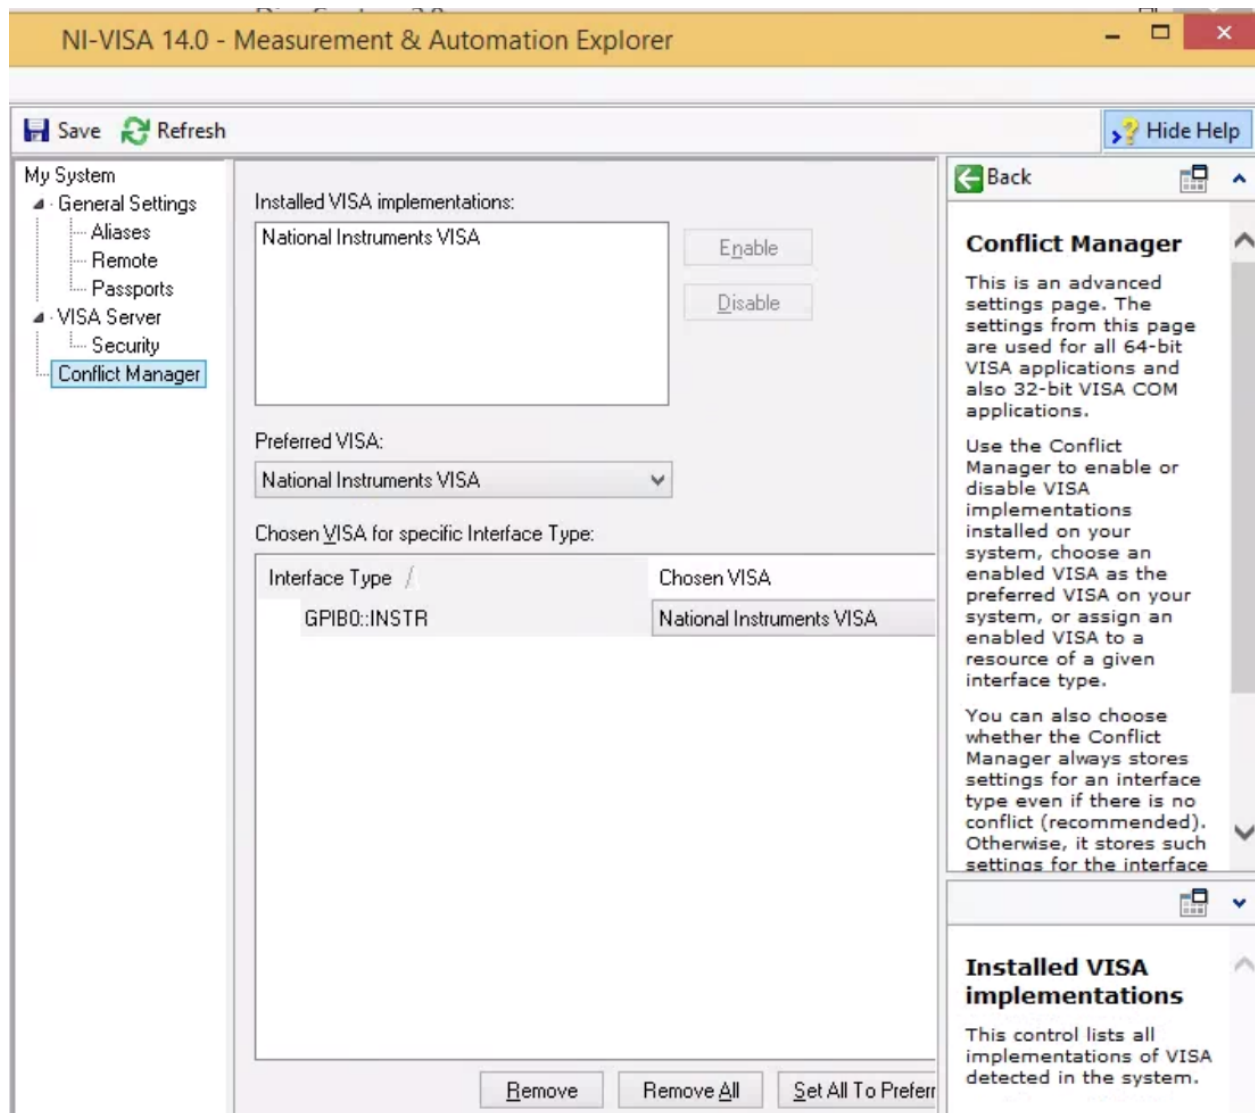 NI-VISA 14.0 - Measurement & Automation Explorer
Save Refresh
Hide Help
My System
General Settings
Aliases
Remote
Passports
VISA Server
Security
Conflict Manager
Installed VISA implementations:
National Instruments VISA
Enable
Disable
Preferred VISA:
National Instruments VISA
Chosen VISA for specific Interface Type:
Interface Type / Chosen VISA
GPIB0::INSTR National Instruments VISA
Remove Remove All Set All To Preferr
Back
Conflict Manager
This is an advanced
settings page. The
settings from this page
are used for all 64-bit
VISA applications and
also 32-bit VISA COM
applications.
Use the Conflict
Manager to enable or
disable VISA
implementations
installed on your
system, choose an
enabled VISA as the
preferred VISA on your
system, or assign an
enabled VISA to a
resource of a given
interface type.
You can also choose
whether the Conflict
Manager always stores
settings for an interface
type even if there is no
conflict (recommended).
Otherwise, it stores such
settings for the interface
Installed VISA
implementations
This control lists all
implementations of VISA
detected in the system.